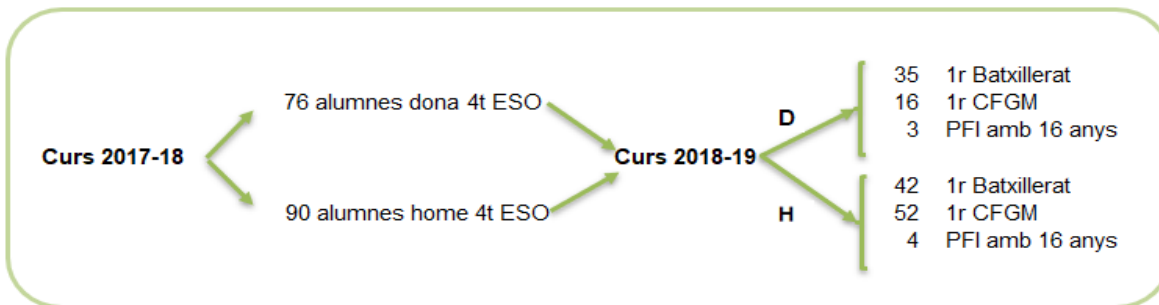 Curs 2017-18
76 alumnes dona 4t ESO
90 alumnes home 4t ESO
Curs 2018-19
D
35 1r Batxillerat
16 1r CFGM
3 PFI amb 16 anys
H
42 1r Batxillerat
52 1r CFGM
4 PFI amb 16 anys